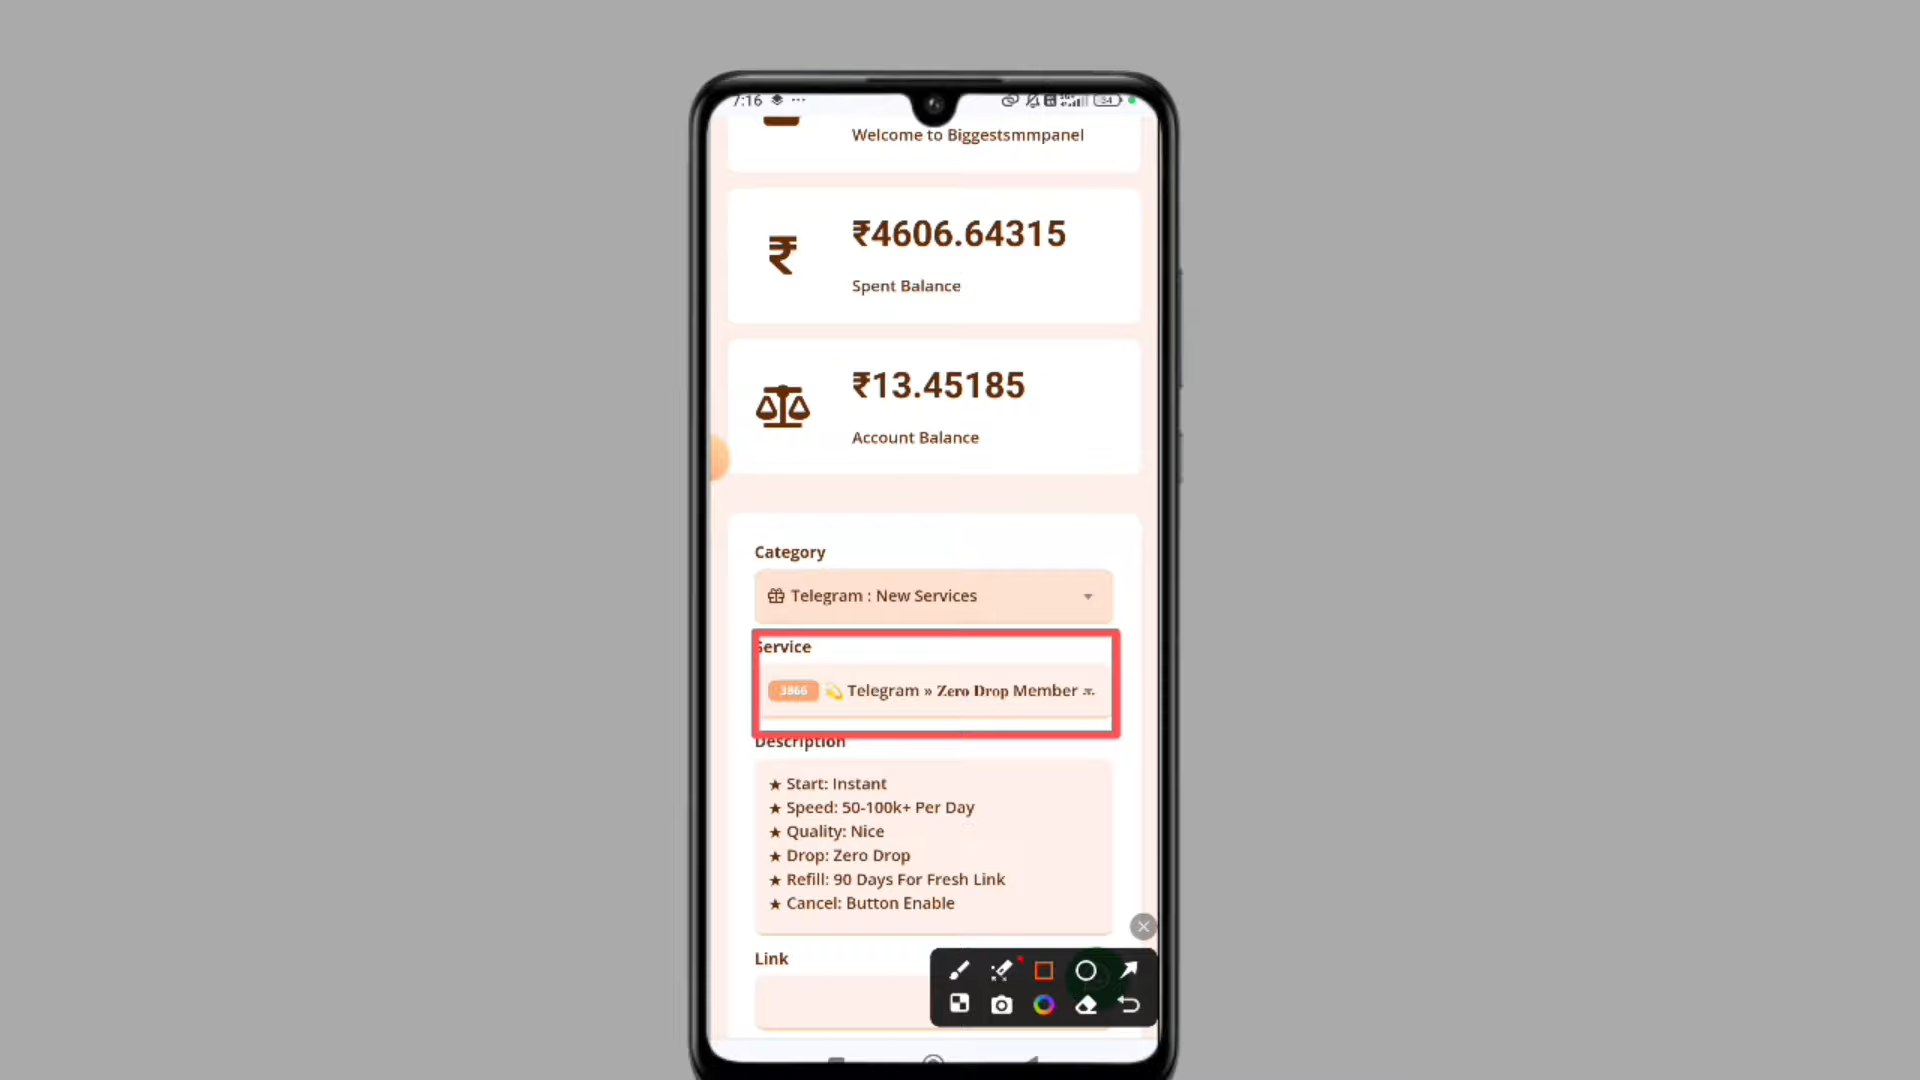 7:16
Welcome to Biggestsmmpanel
₹4606.64315
Spent Balance
₹13.45185
Account Balance
Category
Telegram : New Services
Service
3866 💫 Telegram » 𝐙𝐞𝐫𝐨 𝐃𝐫𝐨𝐩 Member
Description
★ Start: Instant
★ Speed: 50-100k+ Per Day
★ Quality: Nice
★ Drop: Zero Drop
★ Refill: 90 Days For Fresh Link
★ Cancel: Button Enable
Link